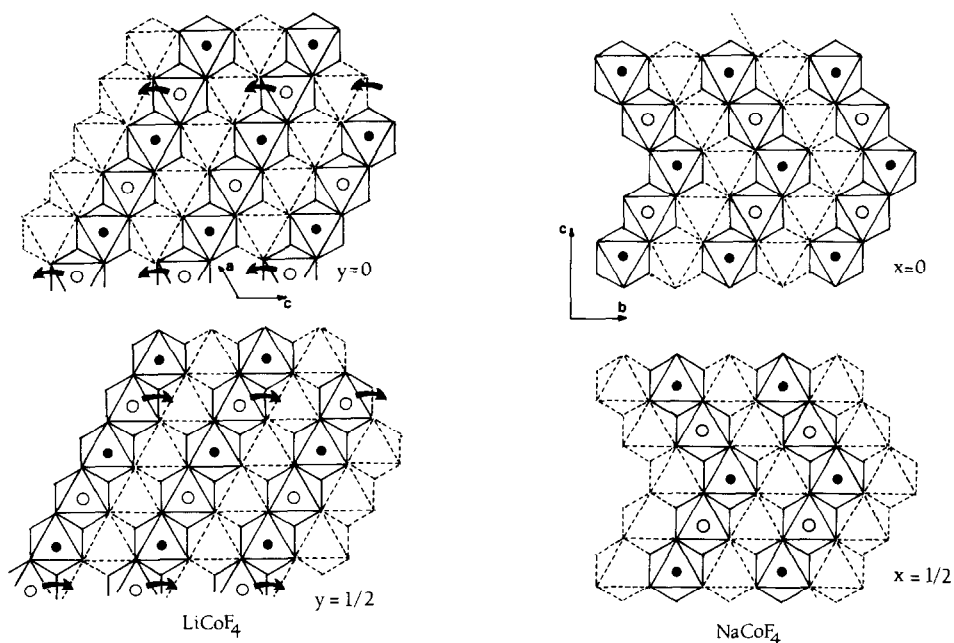 a
c
y=0
c
b
x=0
y = 1/2
LiCoF4
x = 1/2
NaCoF4